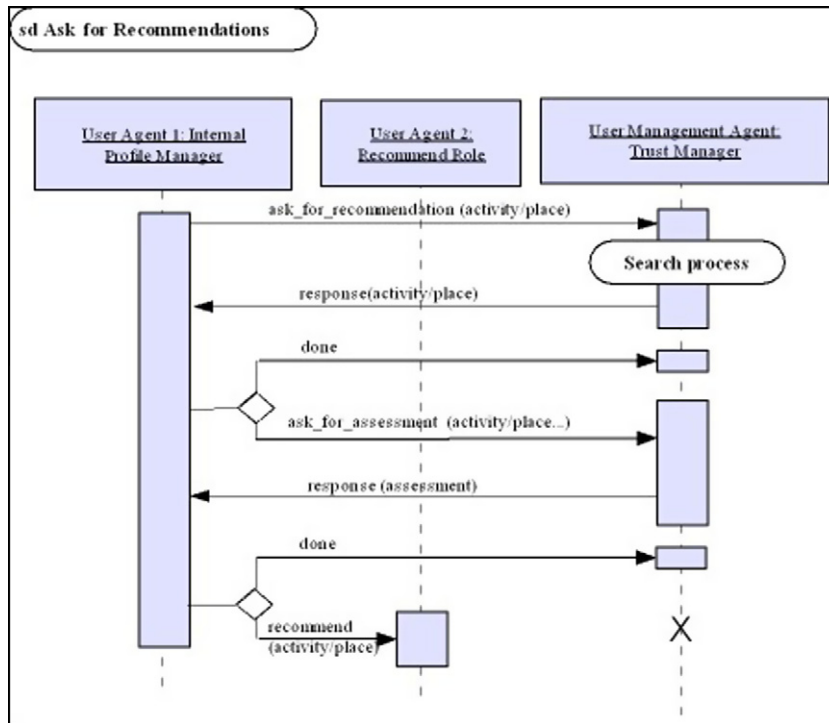 sd Ask for Recommendations
User Agent 1: Internal
Profile Manager
User Agent 2:
Recommend Role
User Management Agent:
Trust Manager
ask_for_recommendation (activity/place)
Search process
response(activity/place)
done
ask_for_assessment (activity/place...)
response (assessment)
done
recommend
(activity/place)